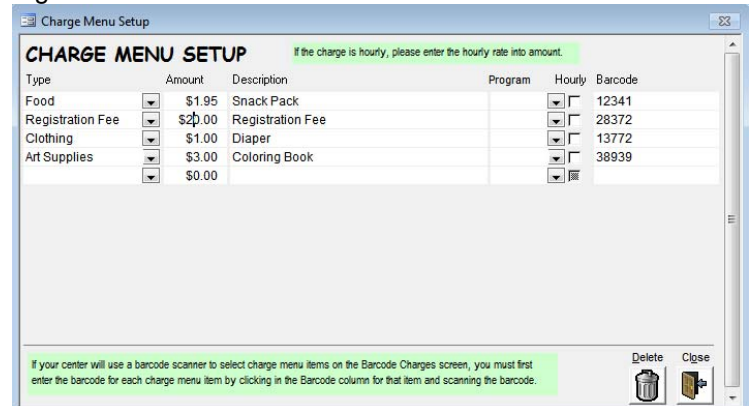 Charge Menu Setup
CHARGE MENU SETUP
If the charge is hourly, please enter the hourly rate into amount.
Type Amount Description Program Hourly Barcode
Food $1.95 Snack Pack 12341
Registration Fee $20.00 Registration Fee 28372
Clothing $1.00 Diaper 13772
Art Supplies $3.00 Coloring Book 38939
$0.00
If your center will use a barcode scanner to select charge menu items on the Barcode Charges screen, you must first
enter the barcode for each charge menu item by clicking in the Barcode column for that item and scanning the barcode.
Delete Close